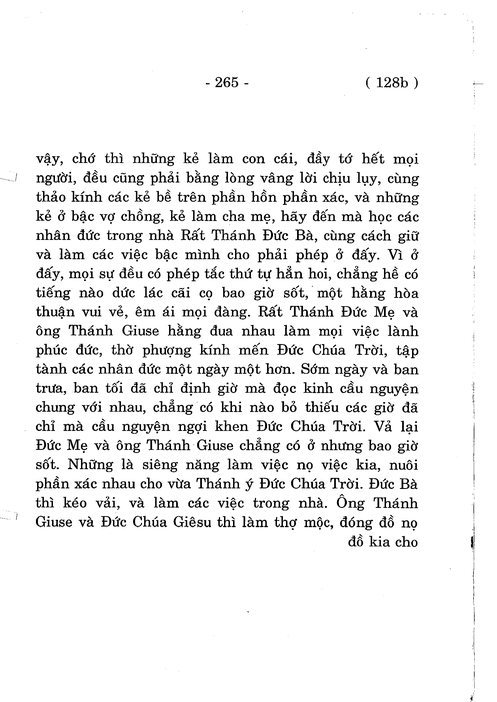 - 265 - ( 128b )
vậy, chớ thì những kẻ làm con cái, đầy tớ hết mọi
người, đều cũng phải bằng lòng vâng lời chịu lụy, cùng
thảo kính các kẻ bề trên phần hồn phần xác, và những
kẻ ở bậc vợ chồng, kẻ làm cha mẹ, hãy đến mà học các
nhân đức trong nhà Rất Thánh Đức Bà, cùng cách giữ
và làm các việc bậc mình cho phải phép ở đấy. Vì ở
đấy, mọi sự đều có phép tắc thứ tự hẳn hoi, chẳng hề có
tiếng nào dức lác cãi cọ bao giờ sốt, một hằng hòa
thuận vui vẻ, êm ái mọi đàng. Rất Thánh Đức Mẹ và
ông Thánh Giuse hằng đua nhau làm mọi việc lành
phúc đức, thờ phượng kính mến Đức Chúa Trời, tập
tành các nhân đức một ngày một hơn. Sớm ngày và ban
trưa, ban tối đã chỉ định giờ mà đọc kinh cầu nguyện
chung với nhau, chẳng có khi nào bỏ thiếu các giờ đã
chỉ mà cầu nguyện ngợi khen Đức Chúa Trời. Vả lại
Đức Mẹ và ông Thánh Giuse chẳng có ở nhưng bao giờ
sốt. Những là siêng năng làm việc nọ việc kia, nuôi
phần xác nhau cho vừa Thánh ý Đức Chúa Trời. Đức Bà
thì kéo vải, và làm các việc trong nhà. Ông Thánh
Giuse và Đức Chúa Giêsu thì làm thợ mộc, đóng đồ nọ
đồ kia cho